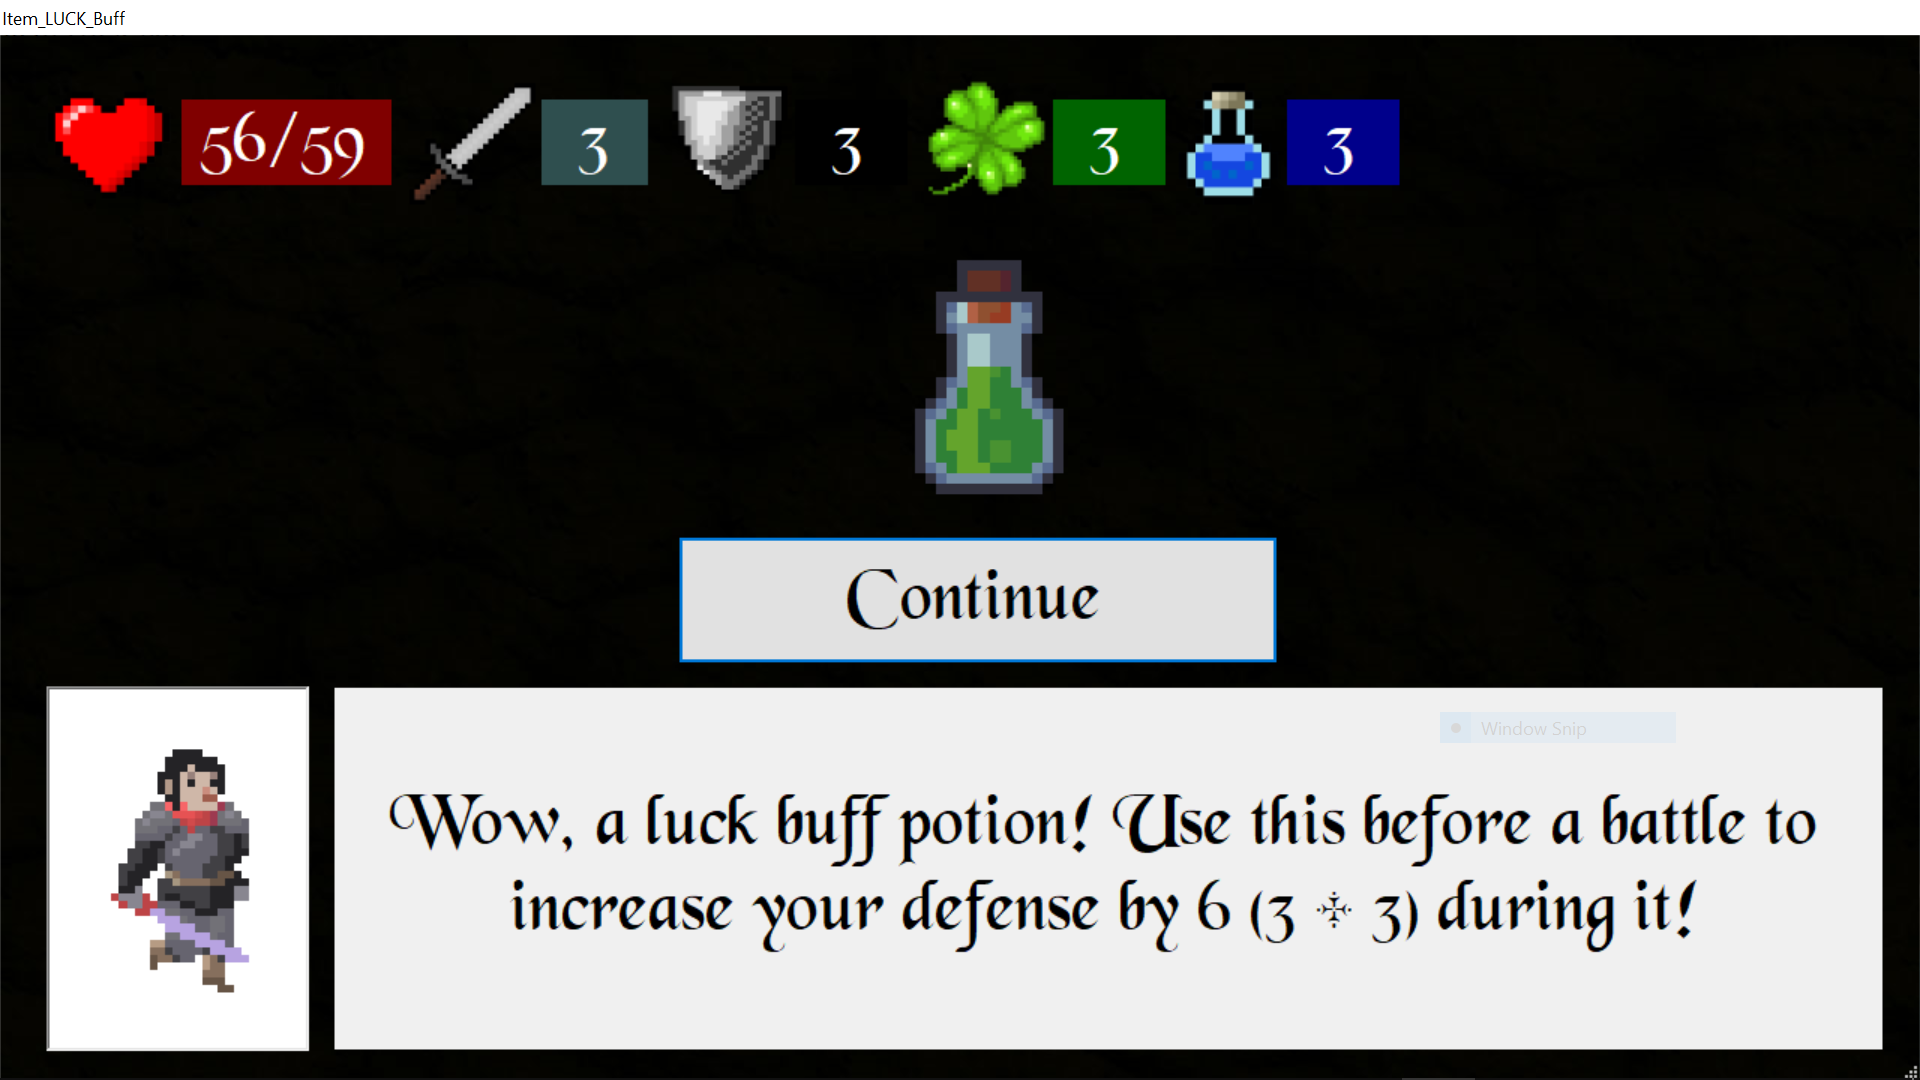 Item_LUCK_Buff
56/59 3 3 3 3
Continue
Window Snip
Wow, a luck buff potion! Use this before a battle to
increase your defense by 6 (3 + 3) during it!